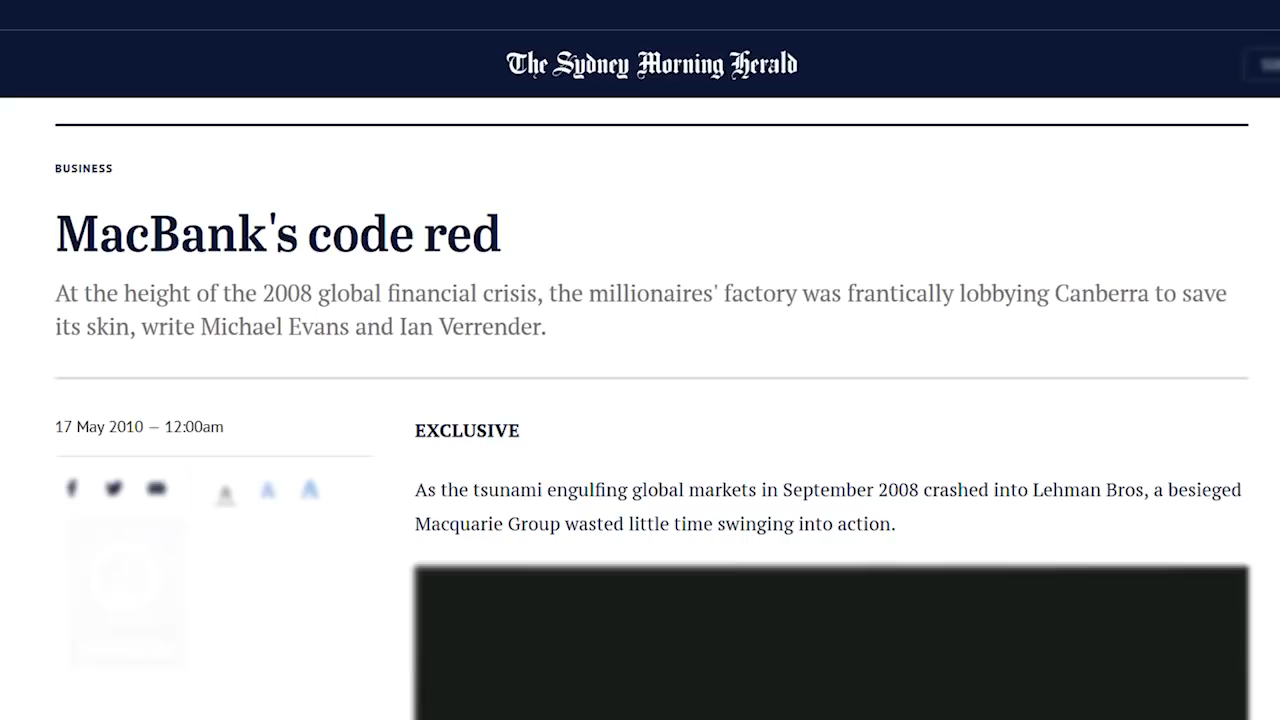 The Sydney Morning Herald
BUSINESS
MacBank's code red
At the height of the 2008 global financial crisis, the millionaires' factory was frantically lobbying Canberra to save
its skin, write Michael Evans and Ian Verrender.
17 May 2010 — 12:00am
EXCLUSIVE
As the tsunami engulfing global markets in September 2008 crashed into Lehman Bros, a besieged
Macquarie Group wasted little time swinging into action.
A A A